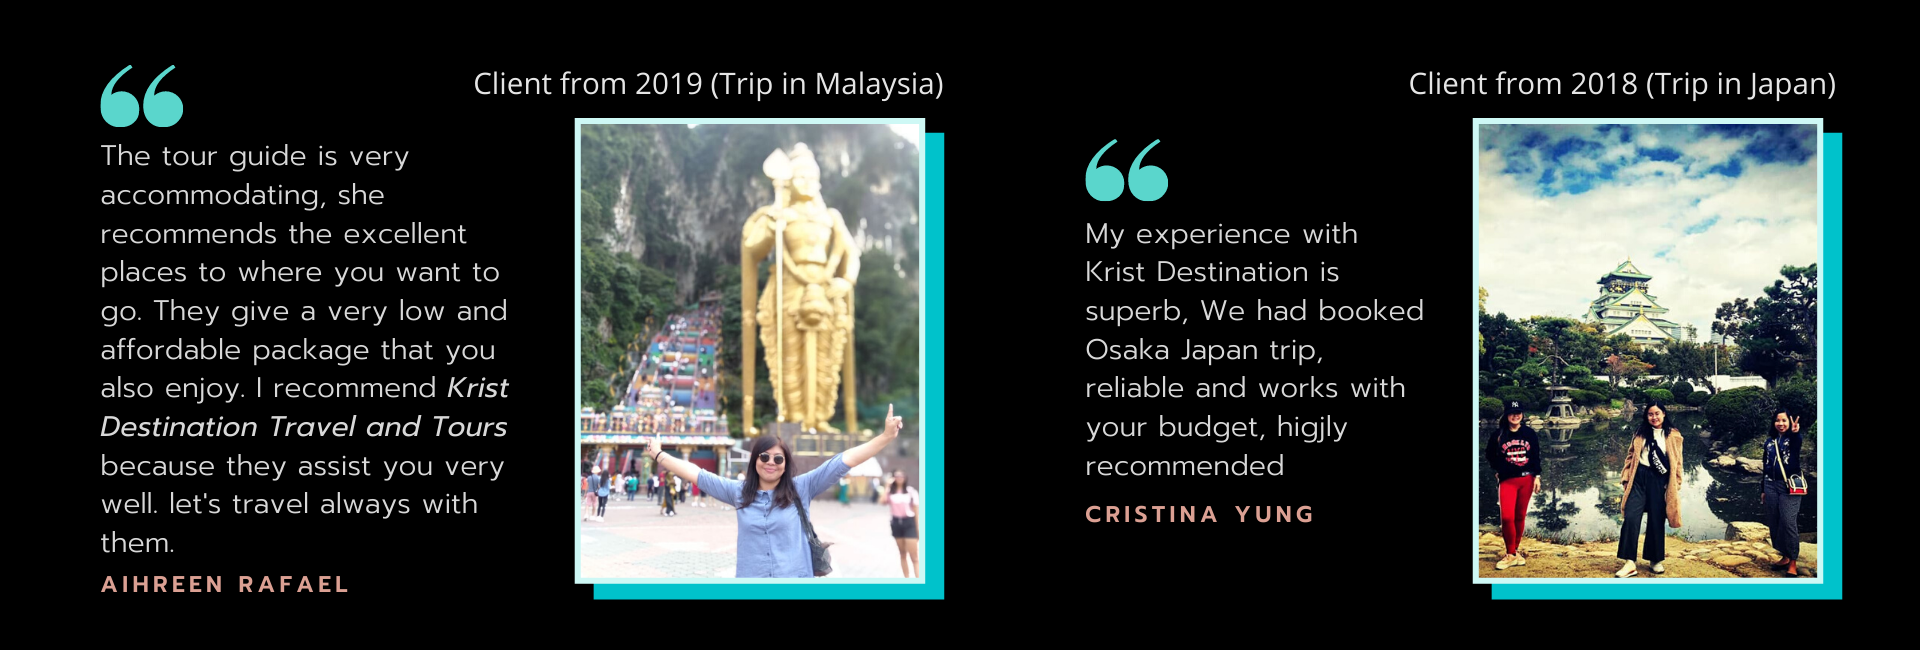 Client from 2019 (Trip in Malaysia)
The tour guide is very
accommodating, she
recommends the excellent
places to where you want to
go. They give a very low and
affordable package that you
also enjoy. I recommend Krist
Destination Travel and Tours
because they assist you very
well. let's travel always with
them.
AIHREEN RAFAEL
Client from 2018 (Trip in Japan)
My experience with
Krist Destination is
superb, We had booked
Osaka Japan trip,
reliable and works with
your budget, higjly
recommended
CRISTINA YUNG